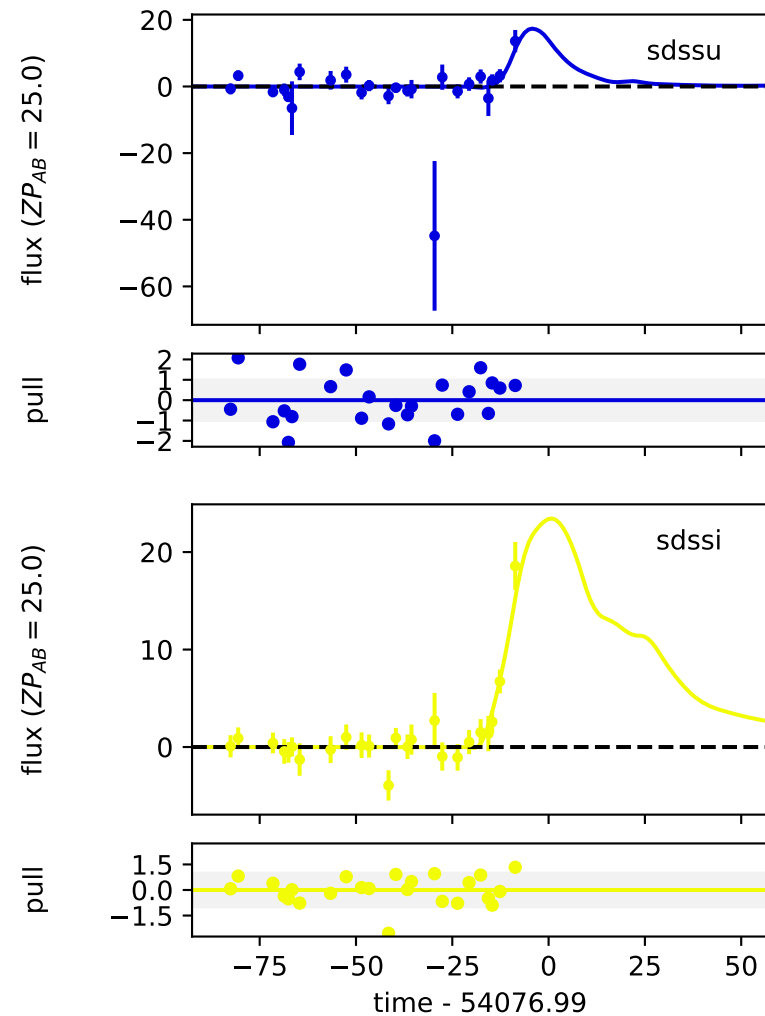 20
0
−20
−40
−60
flux (ZP_AB = 25.0)
sdssu
2
1
0
−1
−2
pull
20
10
0
flux (ZP_AB = 25.0)
sdssi
1.5
0.0
−1.5
pull
−75 −50 −25 0 25 50
time - 54076.99